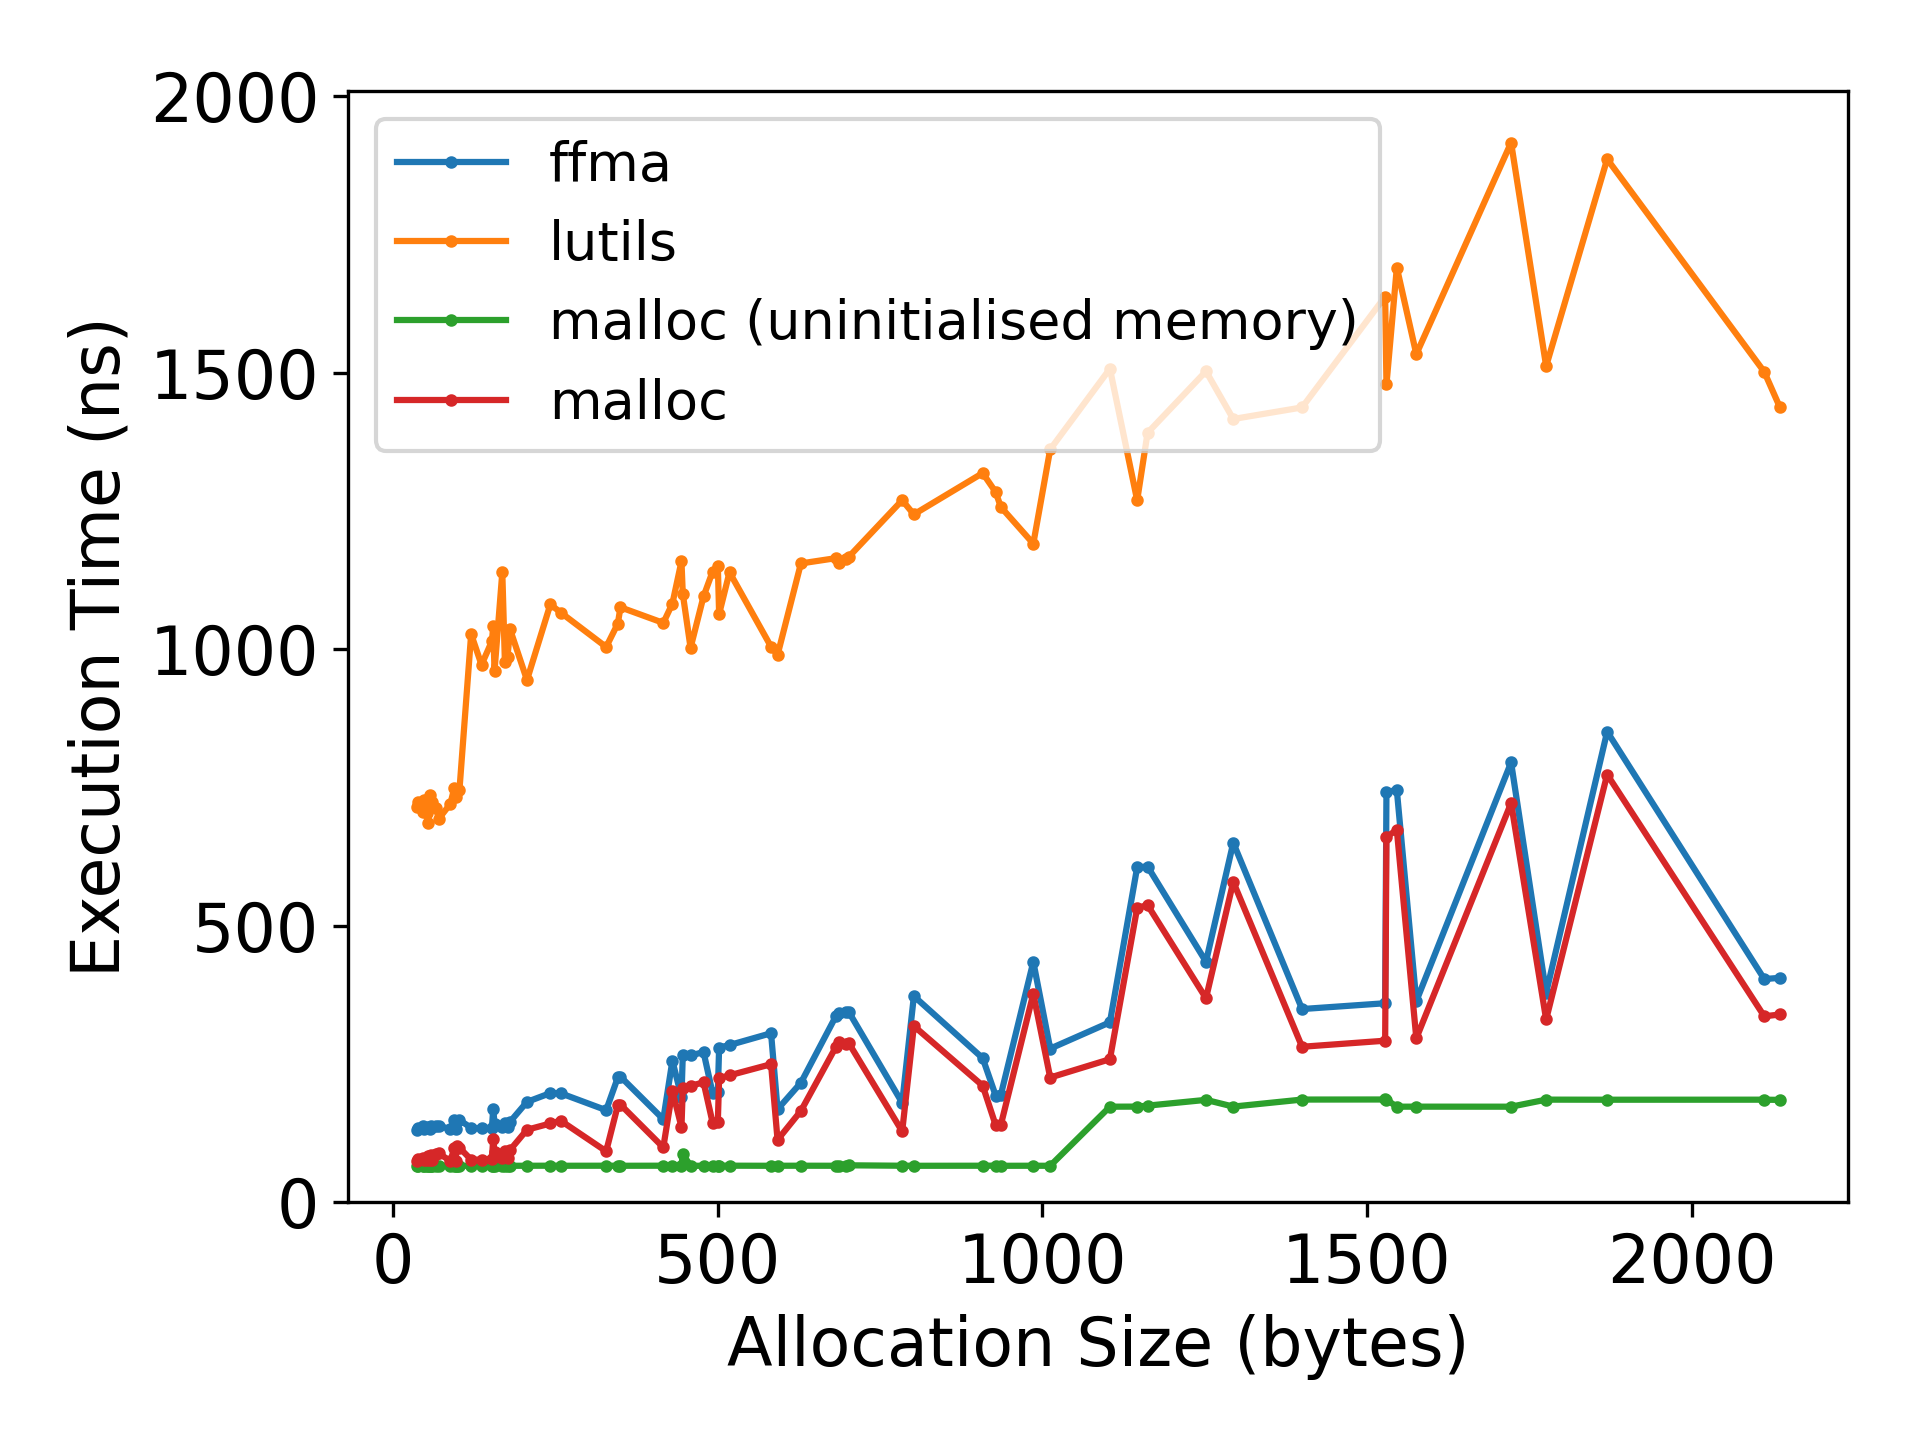 2000
1500
1000
500
0
Execution Time (ns)
ffma
lutils
malloc (uninitialised memory)
malloc
0 500 1000 1500 2000
Allocation Size (bytes)